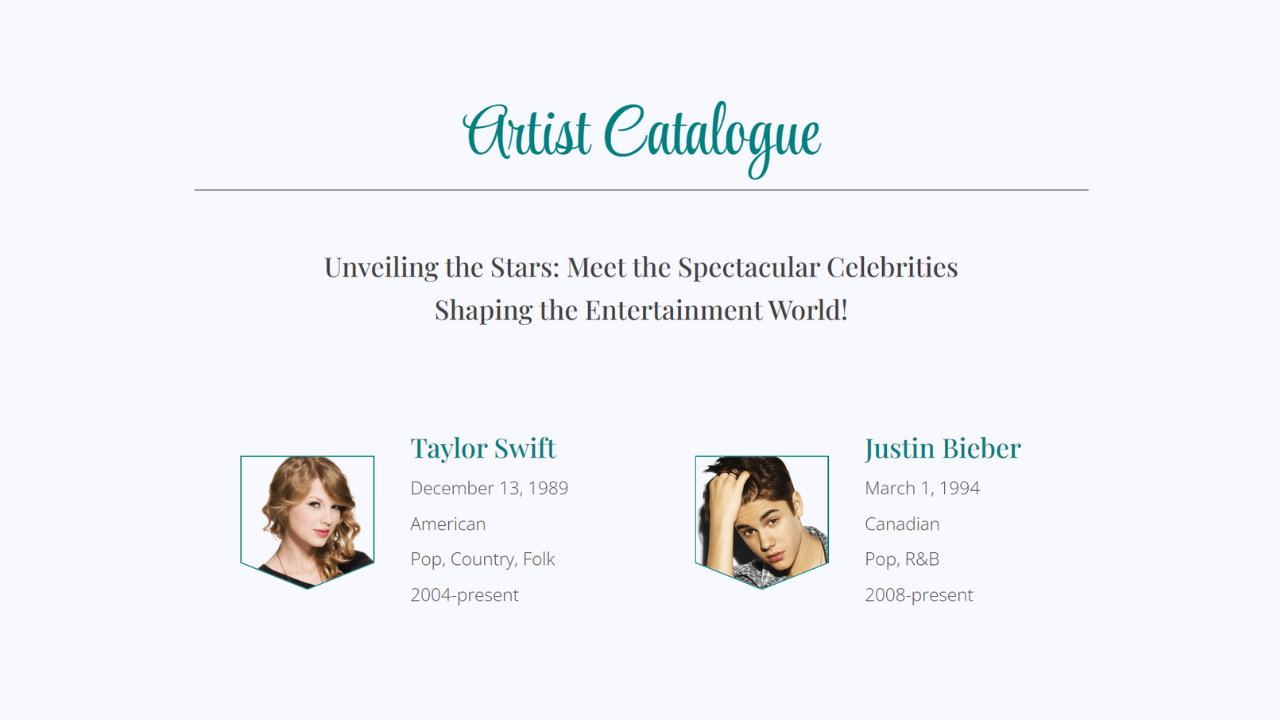 Artist Catalogue
Unveiling the Stars: Meet the Spectacular Celebrities
Shaping the Entertainment World!
Taylor Swift
December 13, 1989
American
Pop, Country, Folk
2004-present
Justin Bieber
March 1, 1994
Canadian
Pop, R&B
2008-present